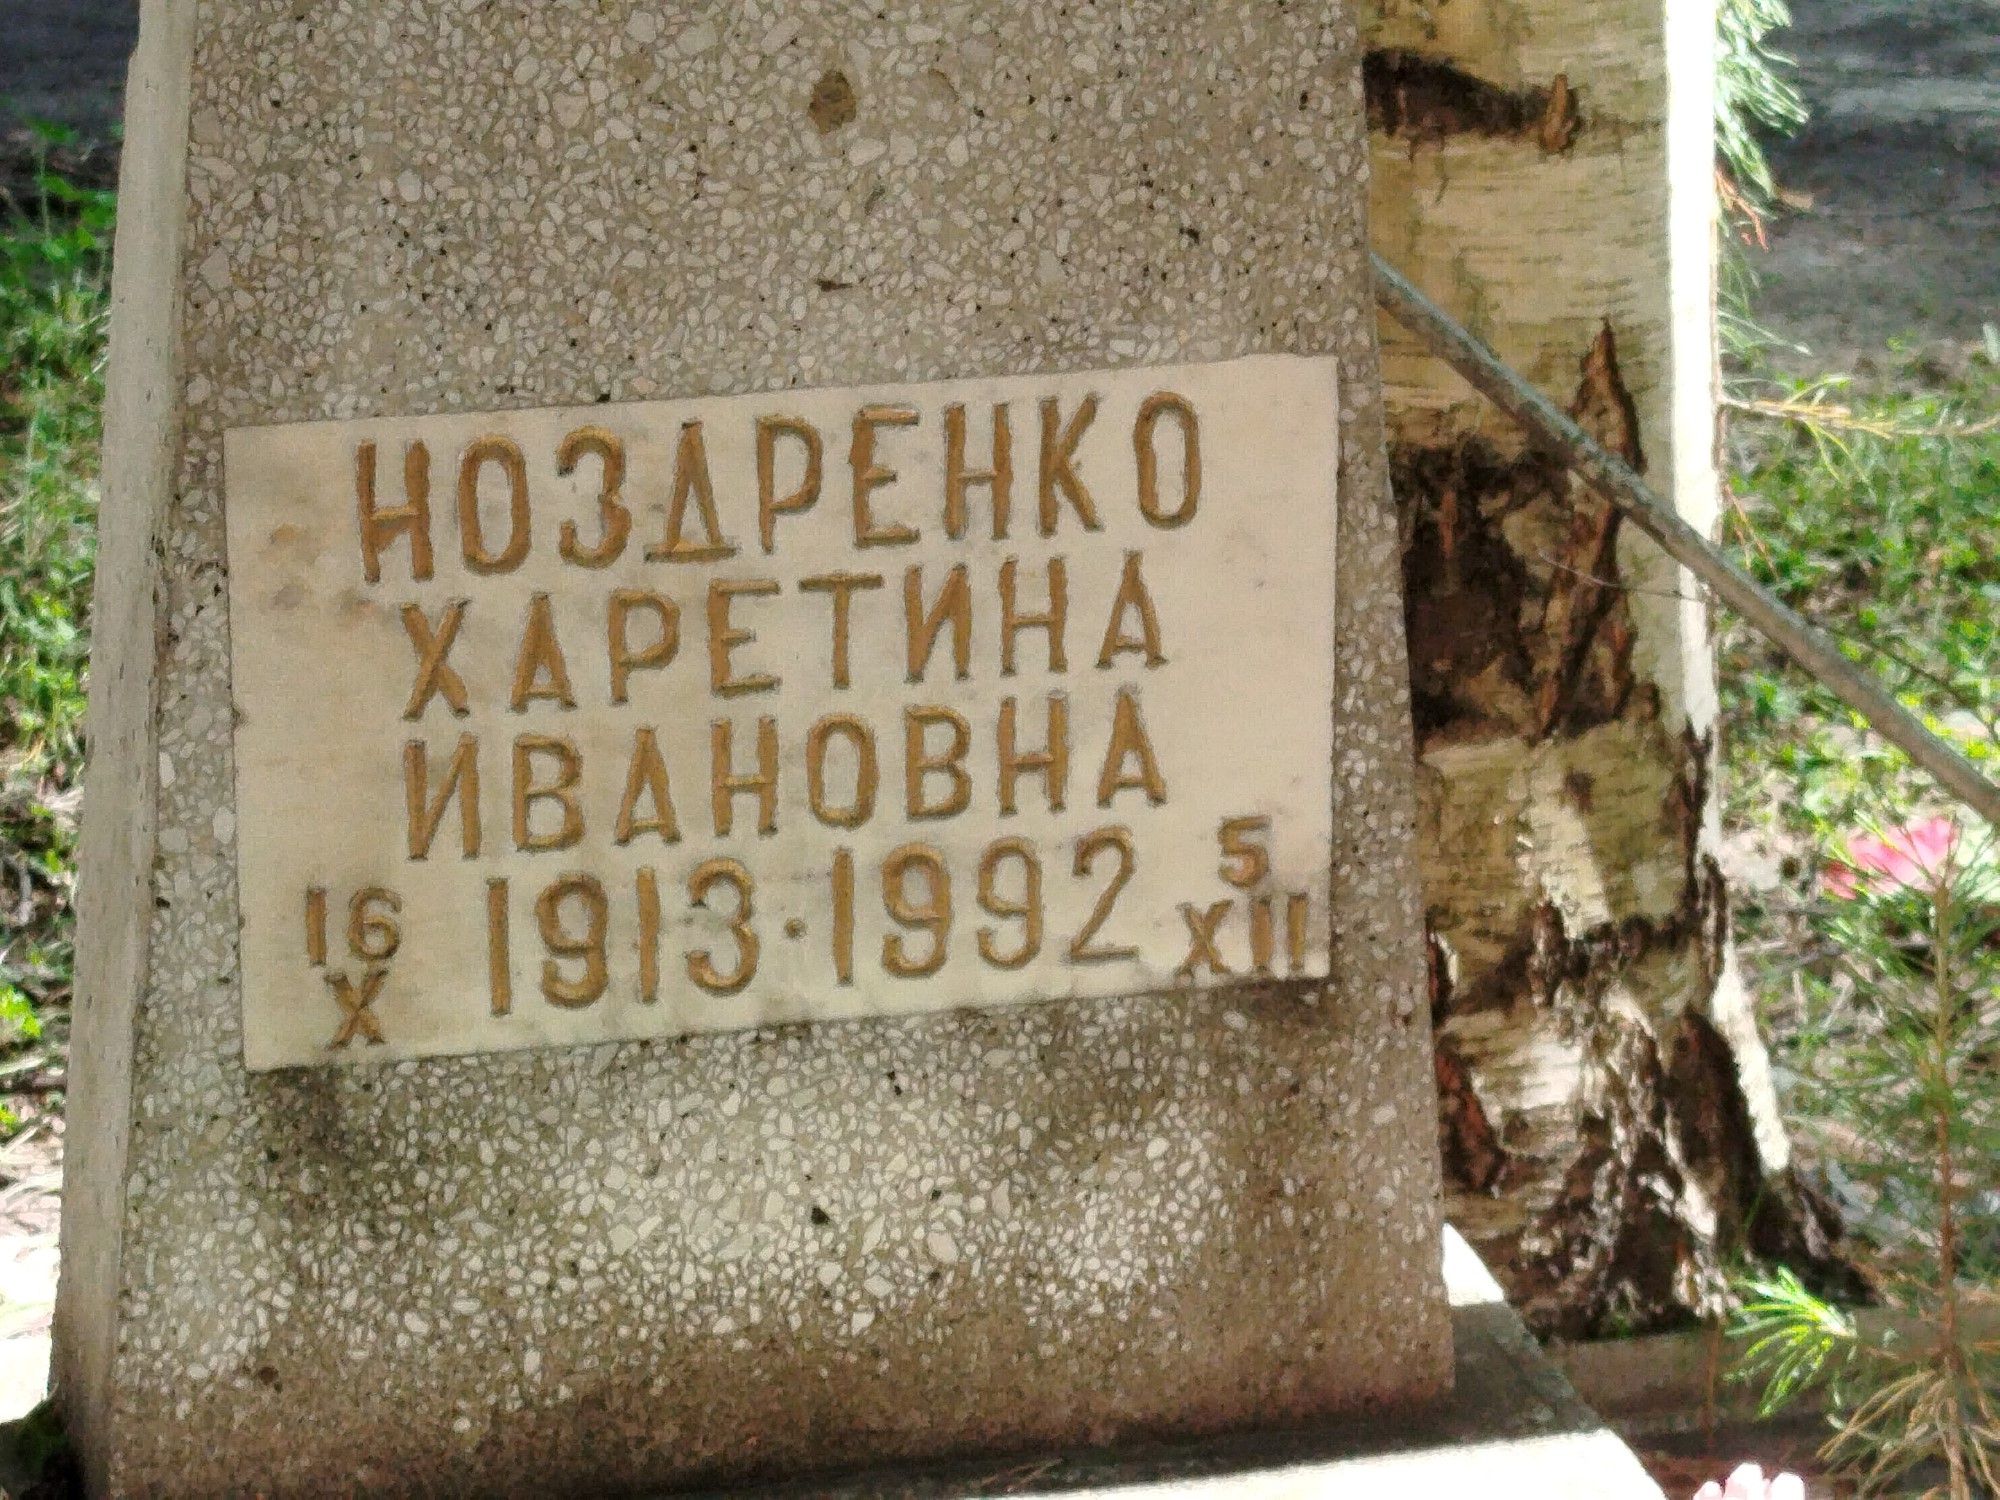 НОЗДРЕНКО
ХАРЕТИНА
ИВАНОВНА
16 X 1913·1992 5 XII